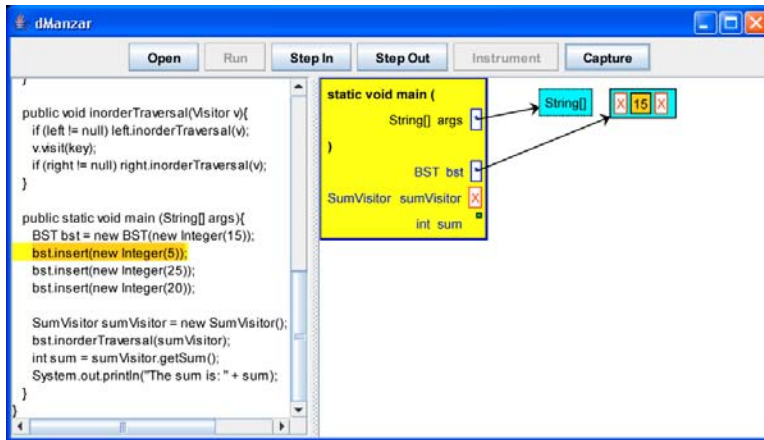 dManzar
Open Run Step In Step Out Instrument Capture
}
public void inorderTraversal(Visitor v){
if (left != null) left.inorderTraversal(v);
v.visit(key);
if (right != null) right.inorderTraversal(v);
}
public static void main (String[] args){
BST bst = new BST(new Integer(15));
bst.insert(new Integer(5));
bst.insert(new Integer(25));
bst.insert(new Integer(20));
SumVisitor sumVisitor = new SumVisitor();
bst.inorderTraversal(sumVisitor);
int sum = sumVisitor.getSum();
System.out.println("The sum is: " + sum);
}
}
static void main (
String[] args
)
BST bst
SumVisitor sumVisitor X
int sum
String[]
X 15 X